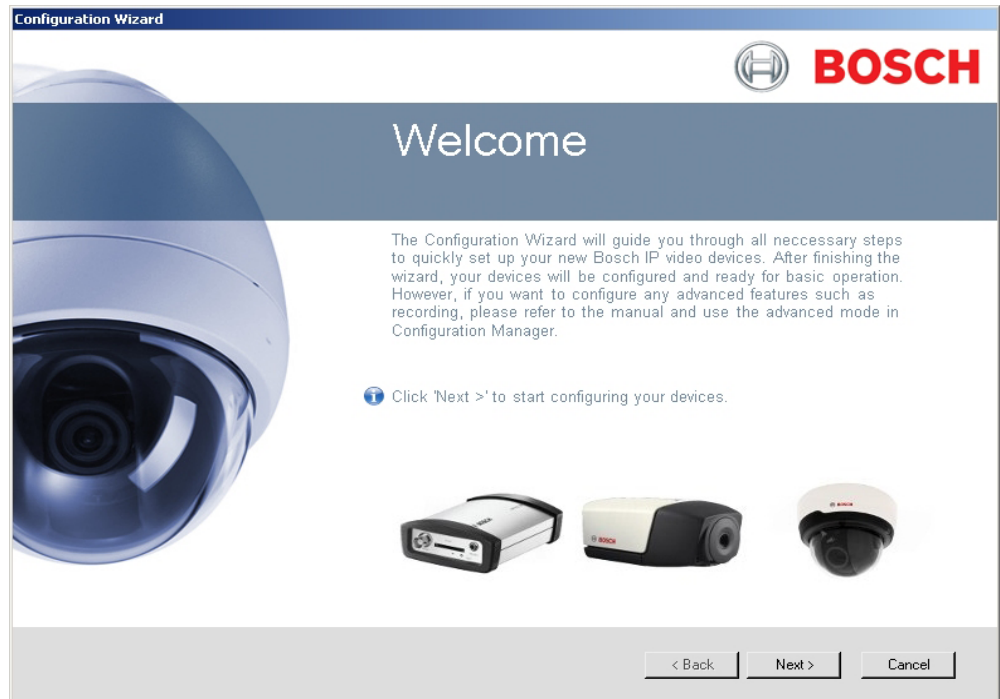 Configuration Wizard
BOSCH
Welcome
The Configuration Wizard will guide you through all neccessary steps
to quickly set up your new Bosch IP video devices. After finishing the
wizard, your devices will be configured and ready for basic operation.
However, if you want to configure any advanced features such as
recording, please refer to the manual and use the advanced mode in
Configuration Manager.
Click 'Next >' to start configuring your devices.
BOSCH
BOSCH
BOSCH
< Back
Next >
Cancel